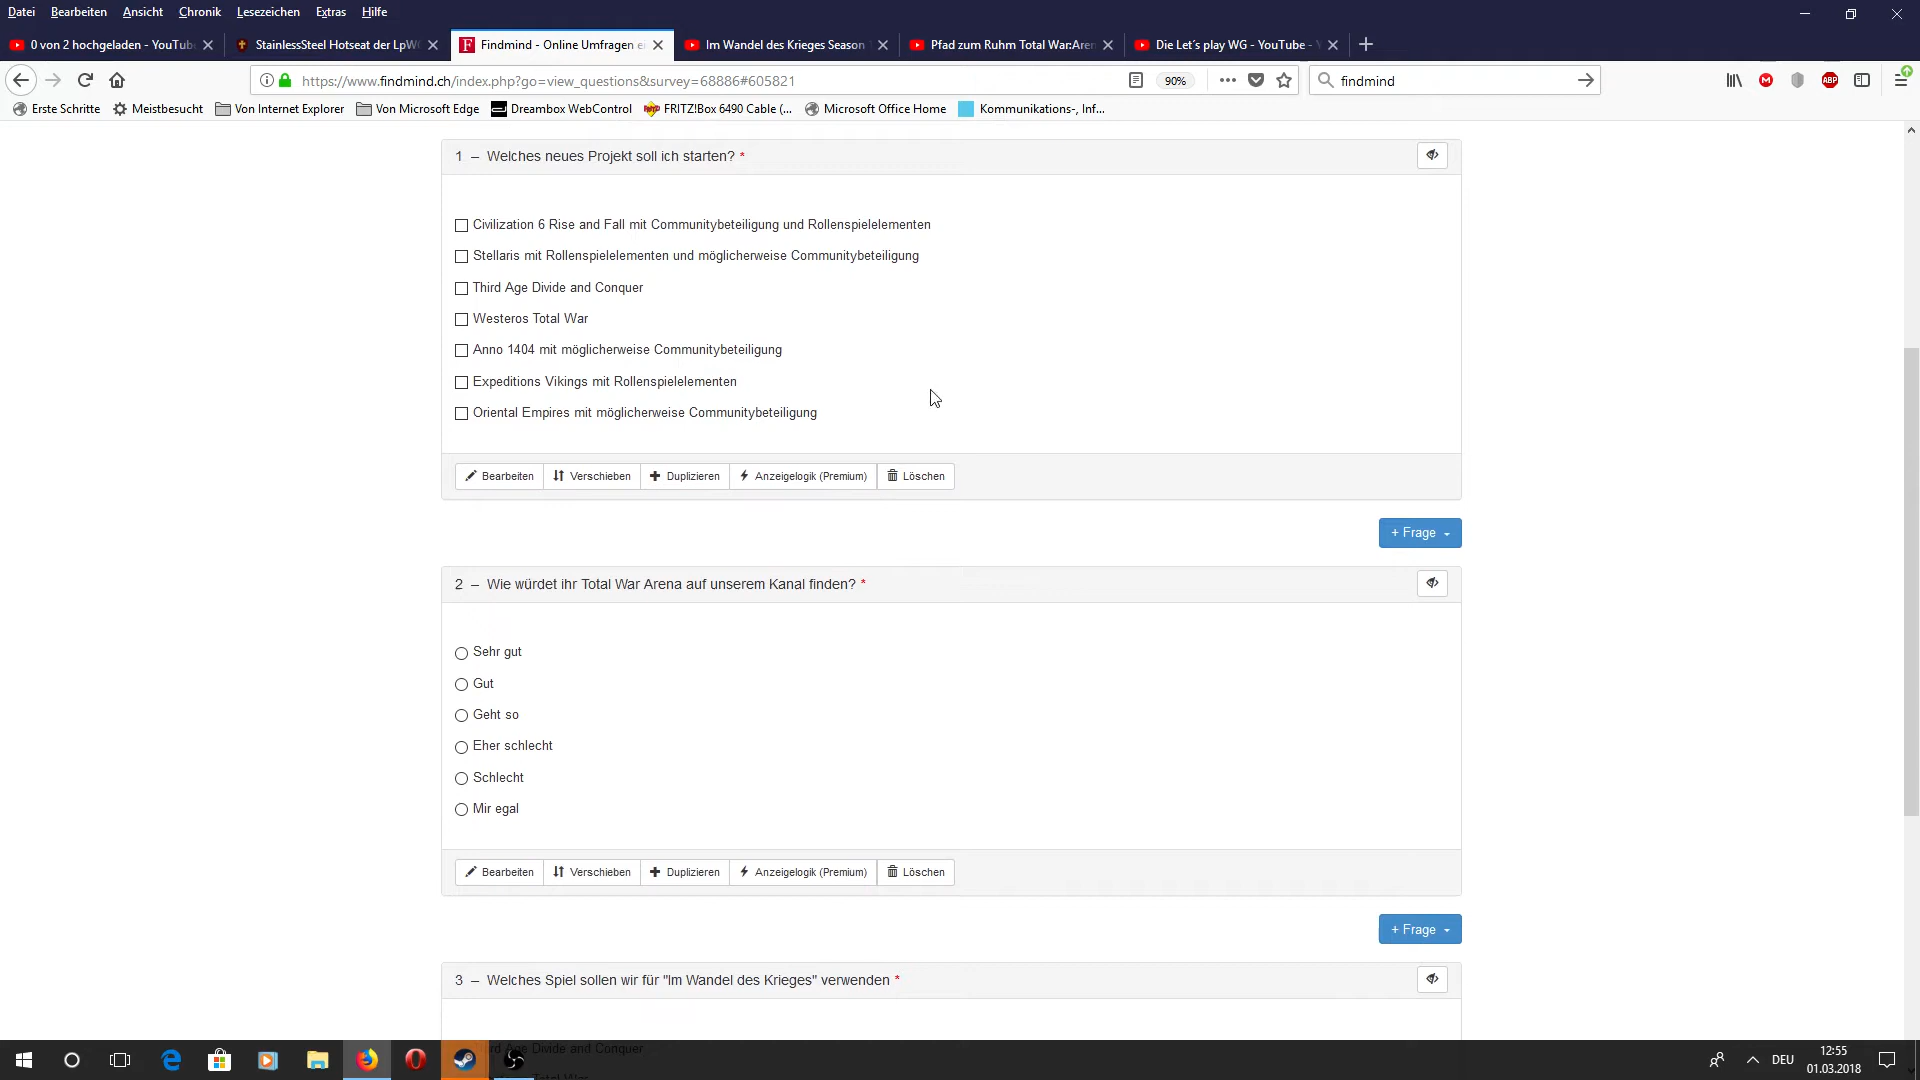 Datei Bearbeiten Ansicht Chronik Lesezeichen Extras Hilfe
0 von 2 hochgeladen - YouTube StainlessSteel Hotseat der LpW Findmind - Online Umfragen e Im Wandel des Krieges Season Pfad zum Ruhm Total War:Aren Die Let´s play WG - YouTube -
https://www.findmind.ch/index.php?go=view_questions&survey=68886#605821 90% findmind
Erste Schritte Meistbesucht Von Internet Explorer Von Microsoft Edge Dreambox WebControl FRITZ!Box 6490 Cable (... Microsoft Office Home Kommunikations-, Inf...
1 – Welches neues Projekt soll ich starten? *
Civilization 6 Rise and Fall mit Communitybeteiligung und Rollenspielelementen
Stellaris mit Rollenspielelementen und möglicherweise Communitybeteiligung
Third Age Divide and Conquer
Westeros Total War
Anno 1404 mit möglicherweise Communitybeteiligung
Expeditions Vikings mit Rollenspielelementen
Oriental Empires mit möglicherweise Communitybeteiligung
Bearbeiten Verschieben Duplizieren Anzeigelogik (Premium) Löschen
+ Frage
2 – Wie würdet ihr Total War Arena auf unserem Kanal finden? *
Sehr gut
Gut
Geht so
Eher schlecht
Schlecht
Mir egal
Bearbeiten Verschieben Duplizieren Anzeigelogik (Premium) Löschen
+ Frage
3 – Welches Spiel sollen wir für "Im Wandel des Krieges" verwenden *
Third Age Divide and Conquer
Total War
DEU 12:55
01.03.2018